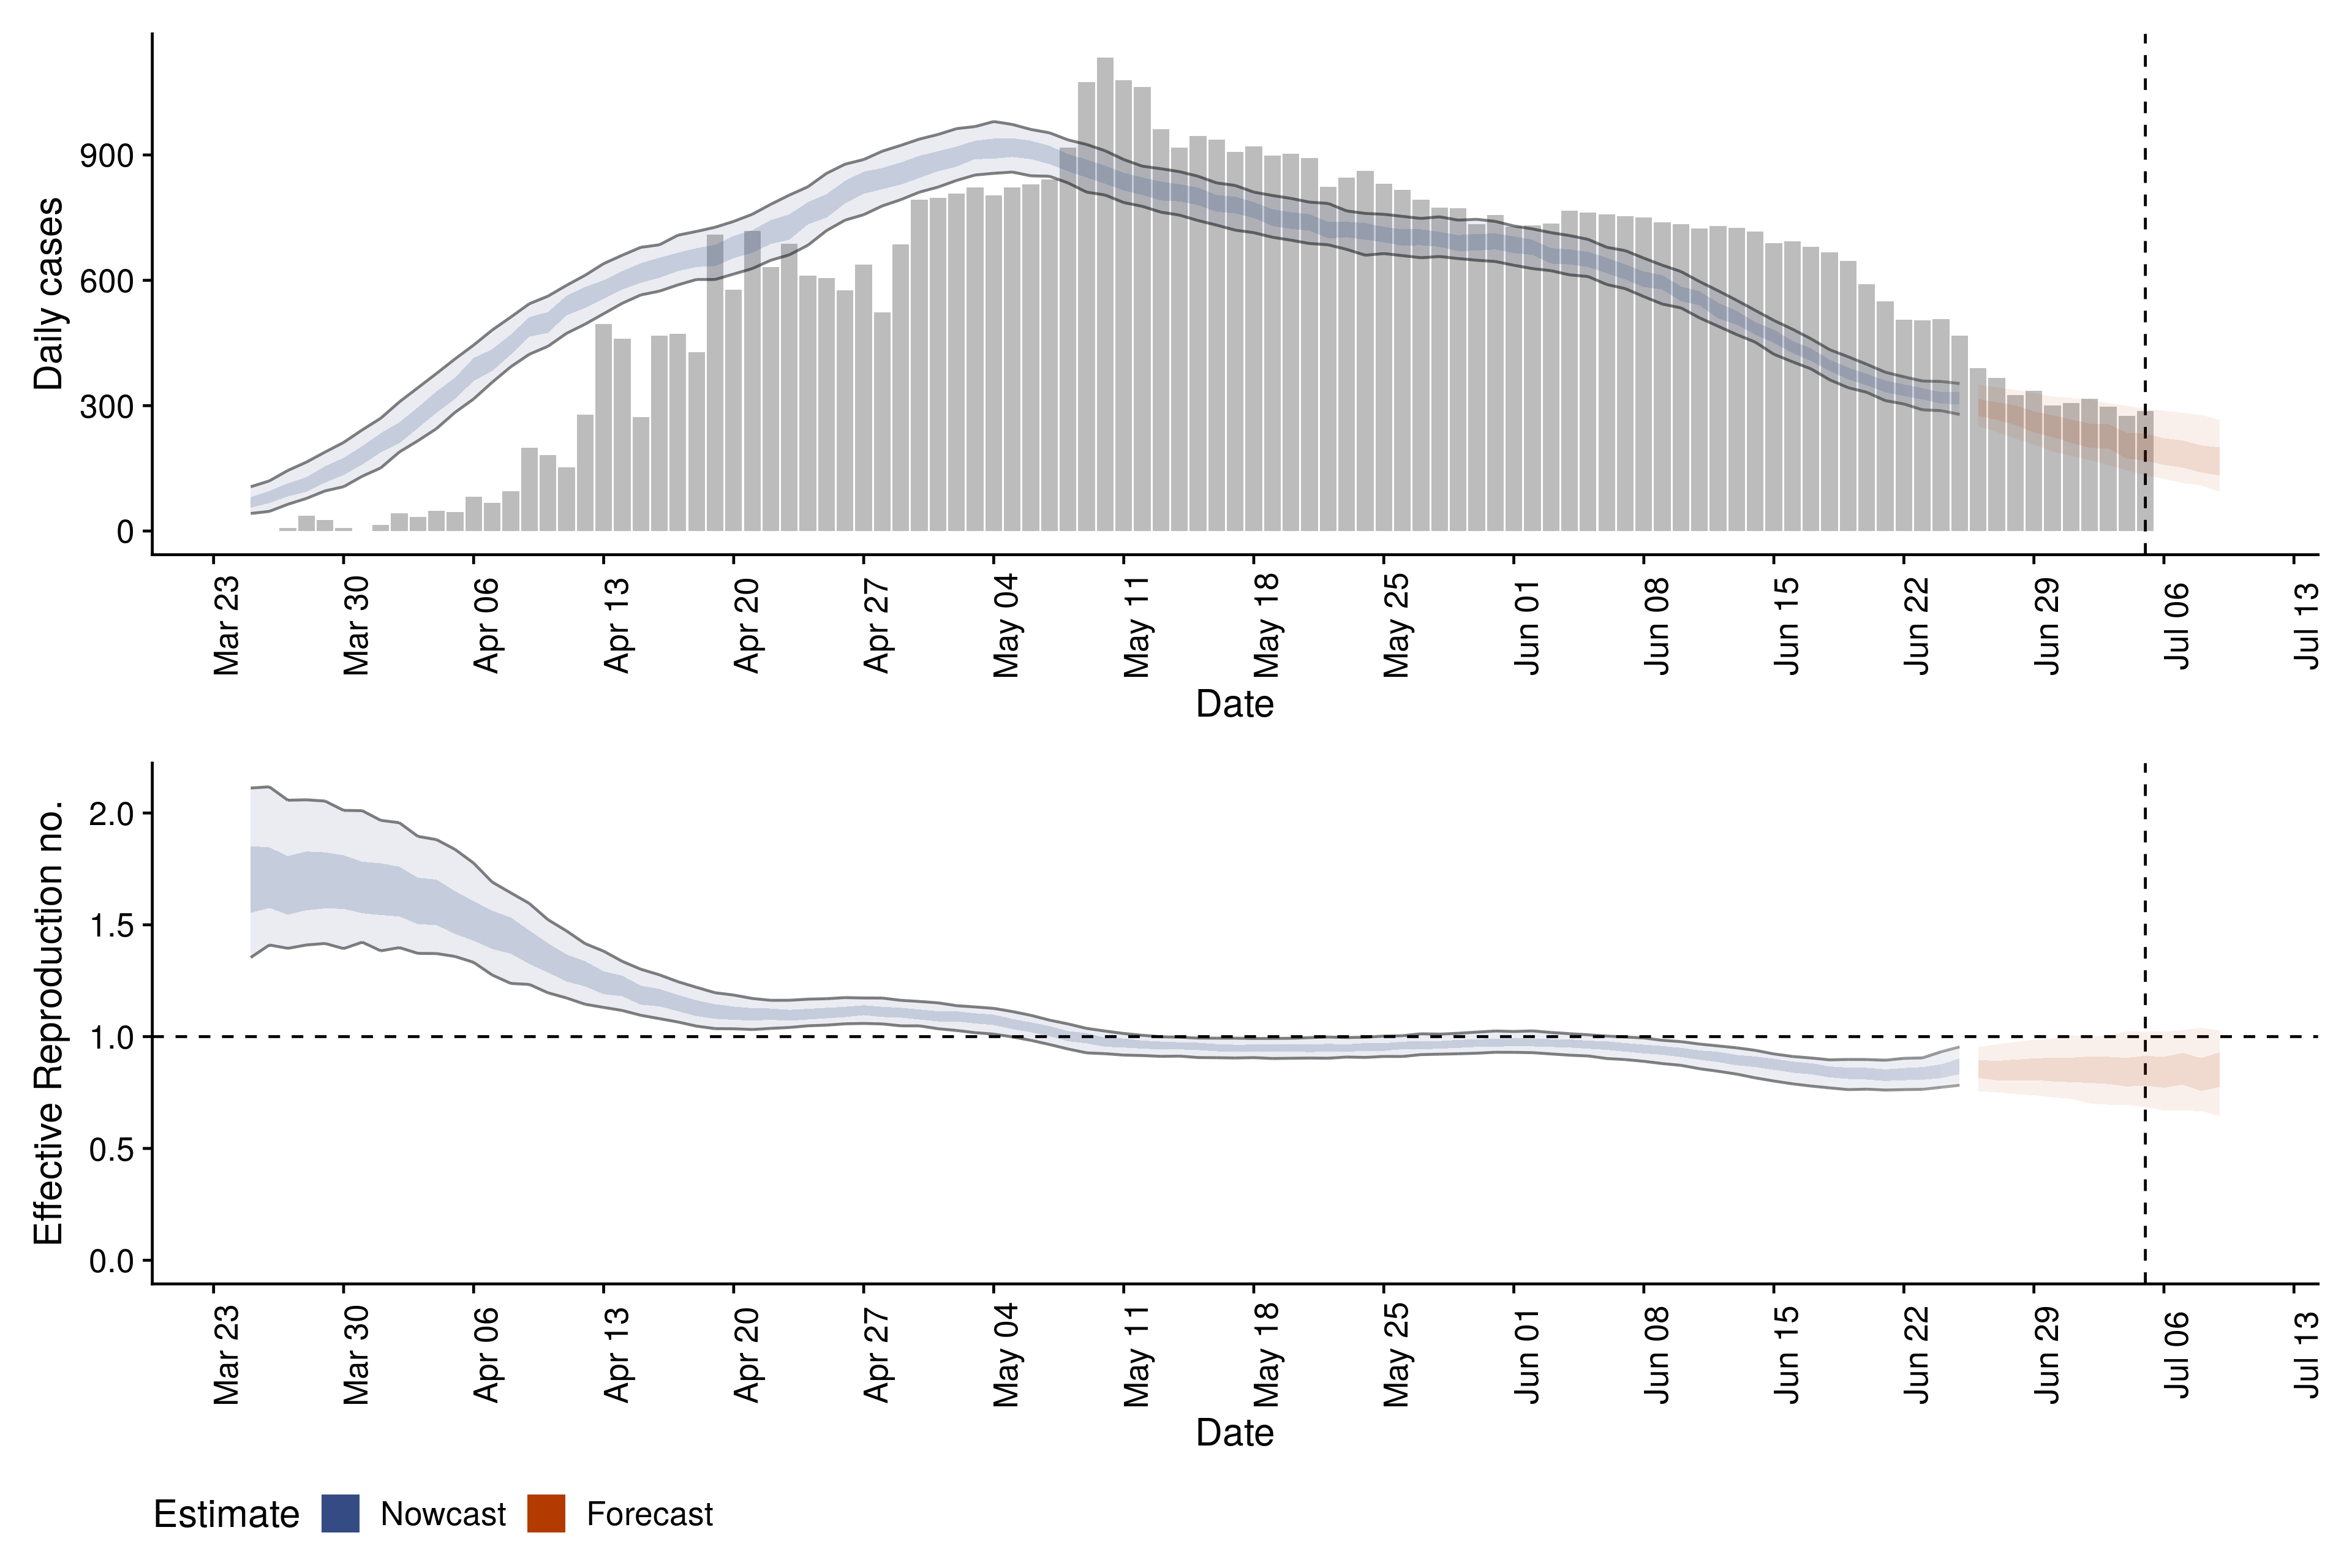 Daily cases
900
600
300
0
Mar 23 Mar 30 Apr 06 Apr 13 Apr 20 Apr 27 May 04 May 11 May 18 May 25 Jun 01 Jun 08 Jun 15 Jun 22 Jun 29 Jul 06 Jul 13
Date
Effective Reproduction no.
2.0
1.5
1.0
0.5
0.0
Mar 23 Mar 30 Apr 06 Apr 13 Apr 20 Apr 27 May 04 May 11 May 18 May 25 Jun 01 Jun 08 Jun 15 Jun 22 Jun 29 Jul 06 Jul 13
Date
Estimate Nowcast Forecast